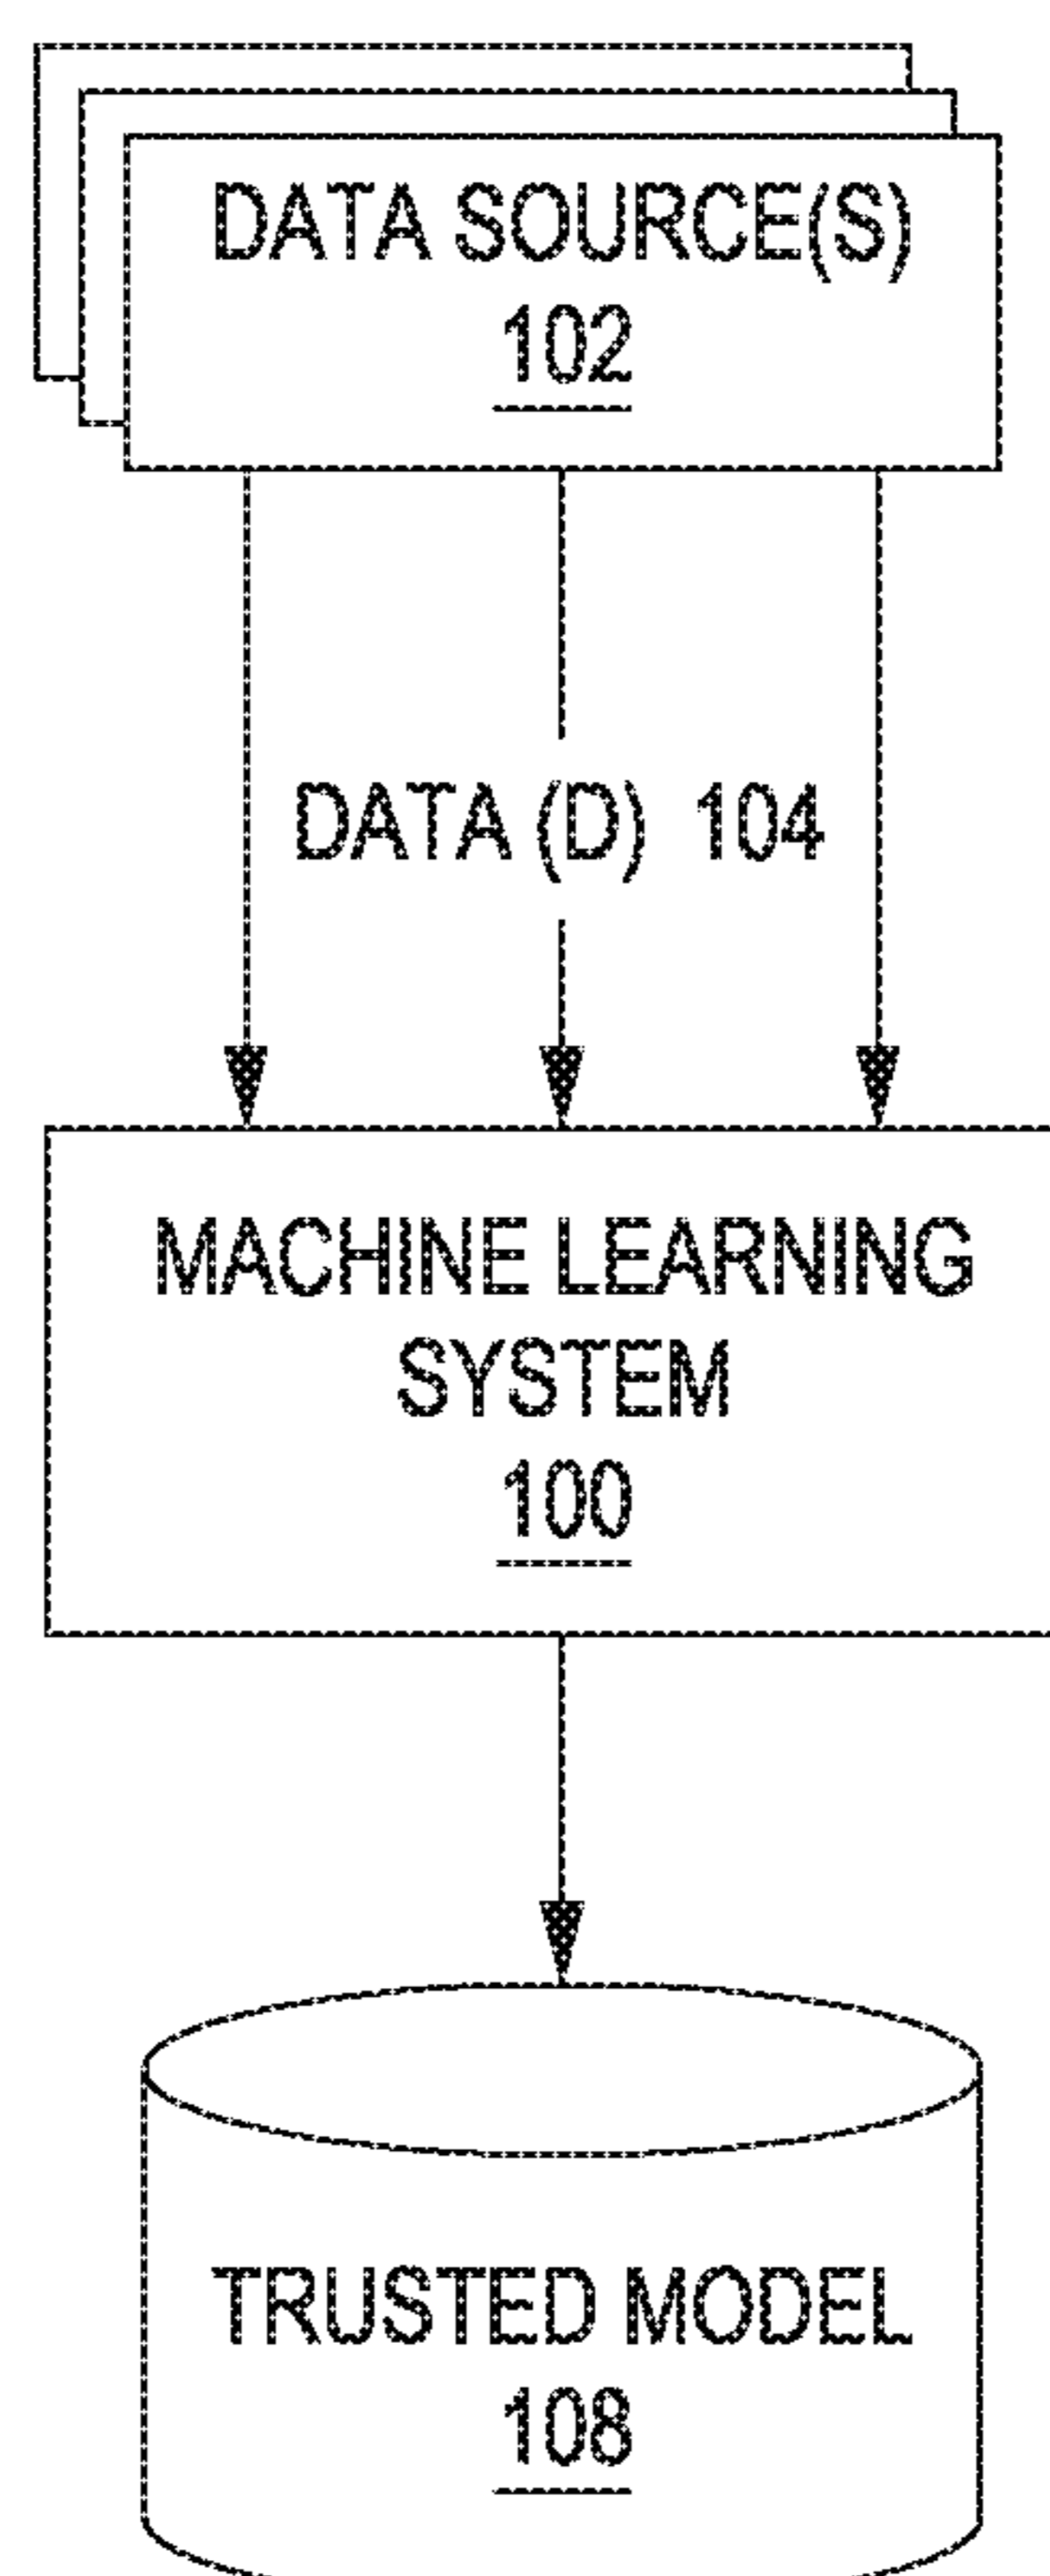 DATA SOURCE(S)
102
DATA (D) 104
MACHINE LEARNING
SYSTEM
100
TRUSTED MODEL
108